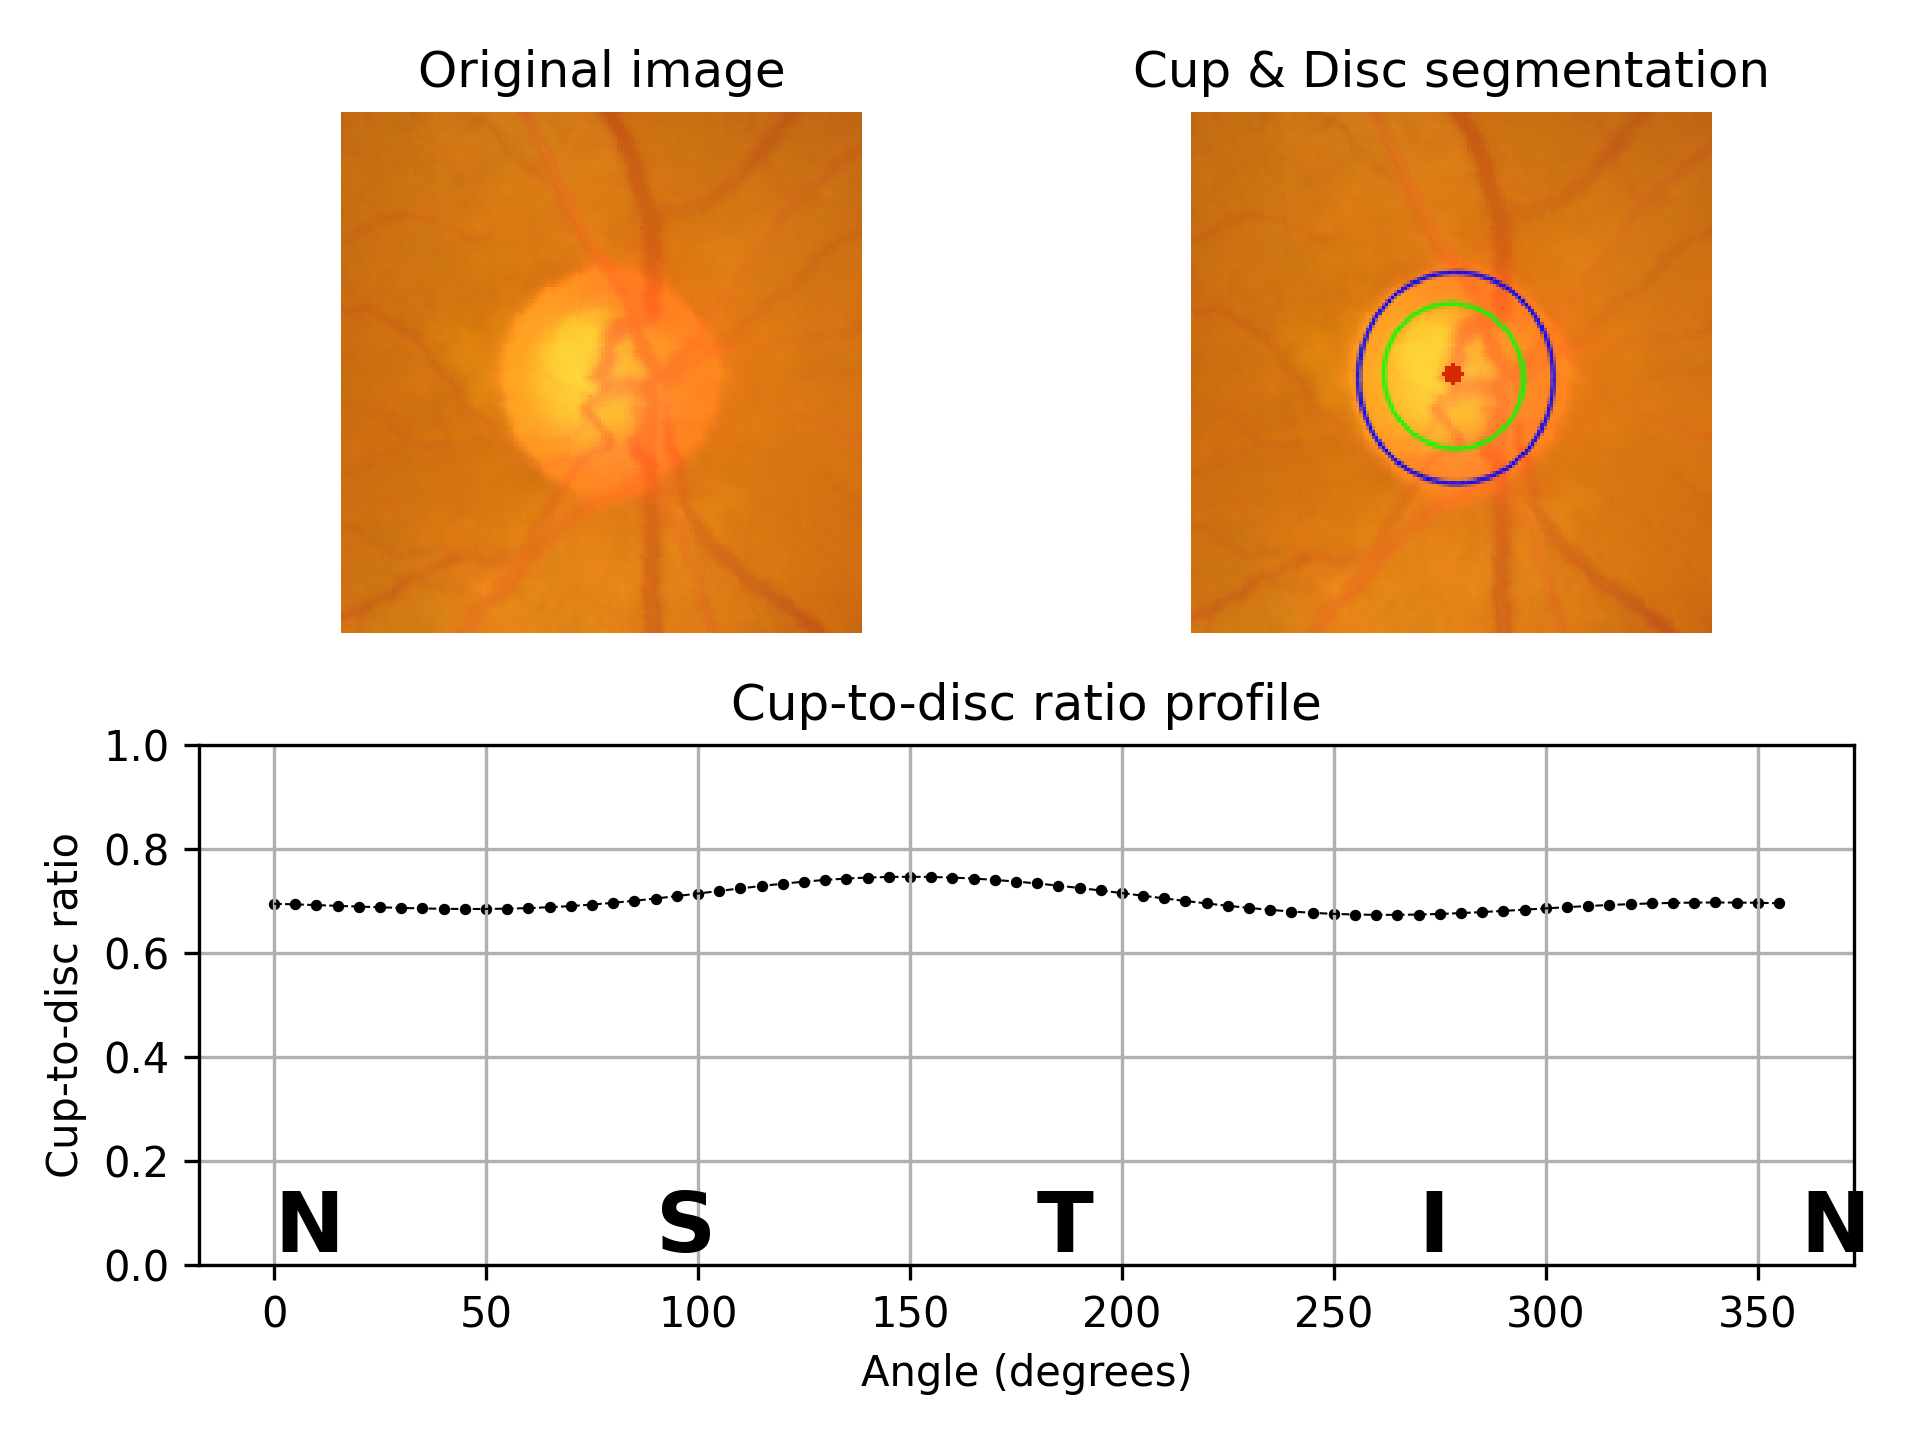 Original image
Cup & Disc segmentation
Cup-to-disc ratio profile
Cup-to-disc ratio
1.0
0.8
0.6
0.4
0.2
0.0
N S T I N
0 50 100 150 200 250 300 350
Angle (degrees)